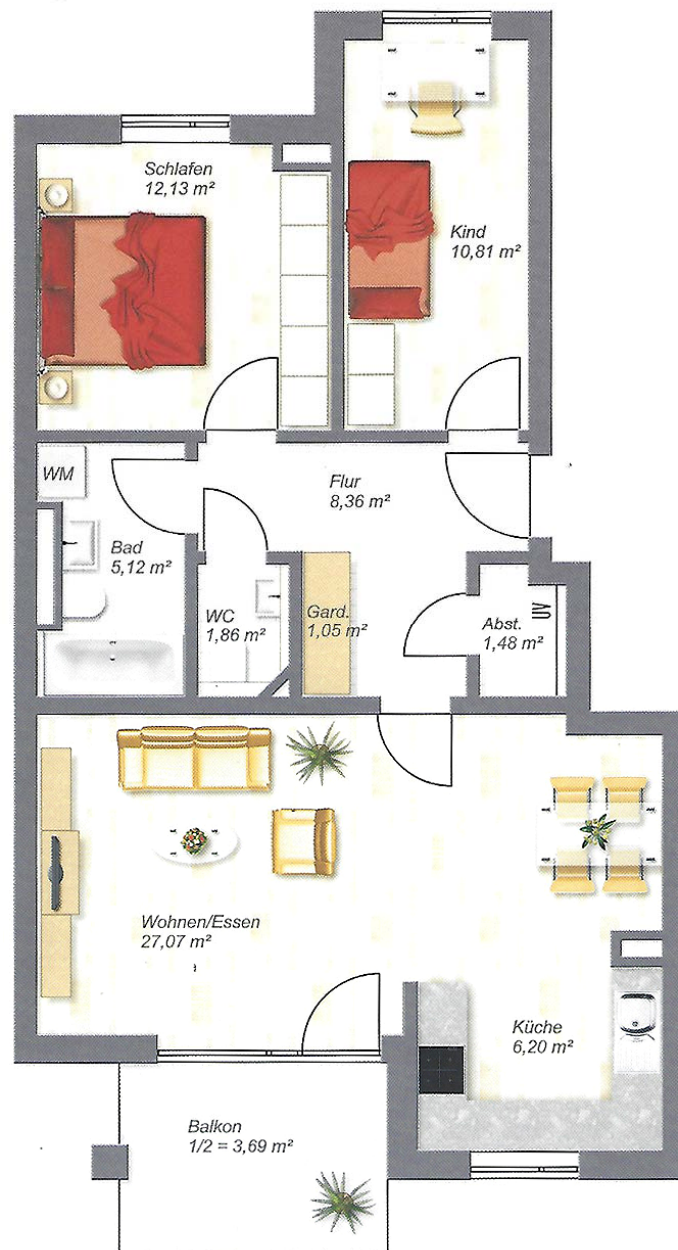 Schlafen
12,13 m²
Kind
10,81 m²
WM
Flur
8,36 m²
Bad
5,12 m²
WC
1,86 m²
Gard.
1,05 m²
Abst.
1,48 m²
UV
Wohnen/Essen
27,07 m²
Küche
6,20 m²
Balkon
1/2 = 3,69 m²